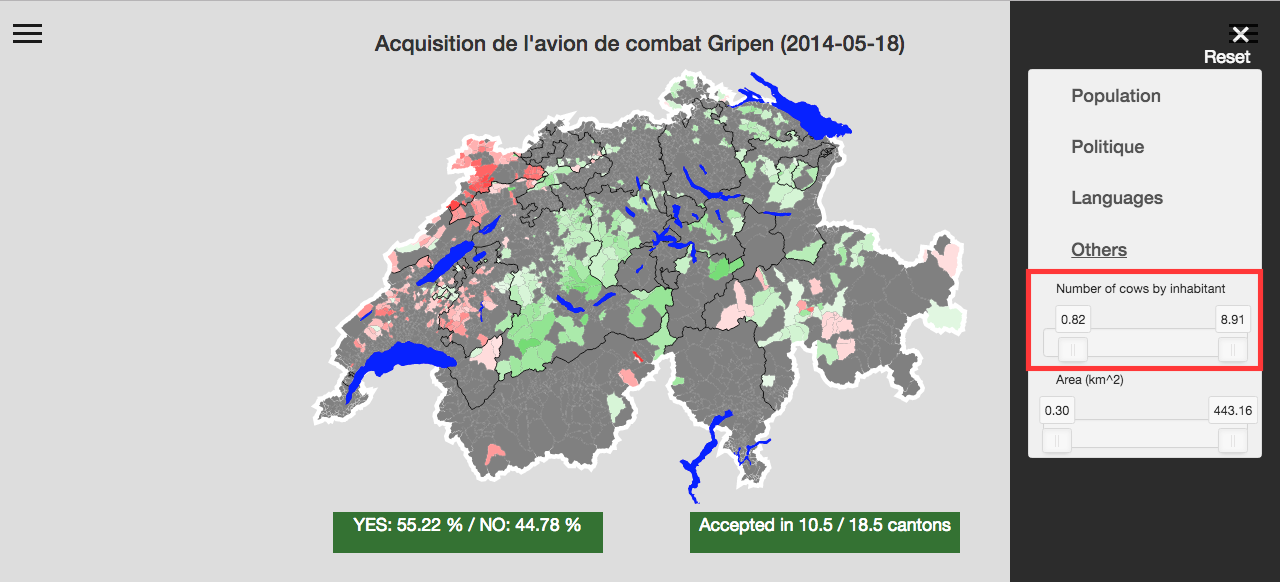 Acquisition de l'avion de combat Gripen (2014-05-18)
Reset
Population
Politique
Languages
Others
Number of cows by inhabitant
0.82 8.91
Area (km^2)
0.30 443.16
YES: 55.22 % / NO: 44.78 %
Accepted in 10.5 / 18.5 cantons